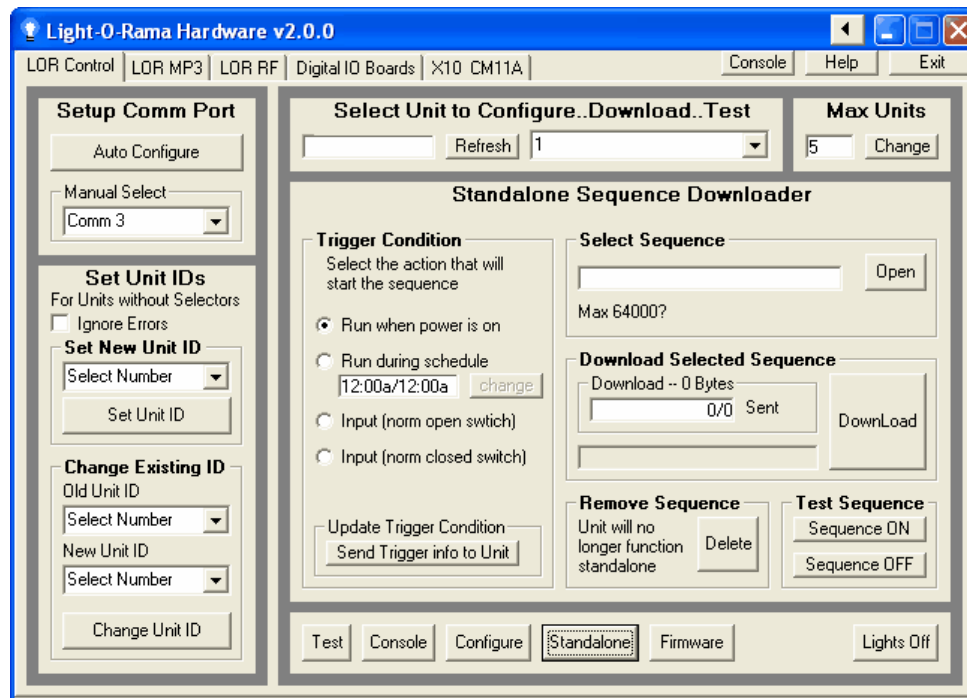 Light-O-Rama Hardware v2.0.0
LOR Control
LOR MP3
LOR RF
Digital IO Boards
X10 CM11A
Console
Help
Exit
Setup Comm Port
Auto Configure
Manual Select
Comm 3
Set Unit IDs
For Units without Selectors
Ignore Errors
Set New Unit ID
Select Number
Set Unit ID
Change Existing ID
Old Unit ID
Select Number
New Unit ID
Select Number
Change Unit ID
Select Unit to Configure..Download..Test
Refresh
1
Max Units
5
Change
Standalone Sequence Downloader
Trigger Condition
Select the action that will
start the sequence
Run when power is on
Run during schedule
12:00a/12:00a
change
Input (norm open swtich)
Input (norm closed switch)
Update Trigger Condition
Send Trigger info to Unit
Select Sequence
Open
Max 64000?
Download Selected Sequence
Download -- 0 Bytes
0/0
Sent
DownLoad
Remove Sequence
Unit will no
longer function
standalone
Delete
Test Sequence
Sequence ON
Sequence OFF
Test
Console
Configure
Standalone
Firmware
Lights Off